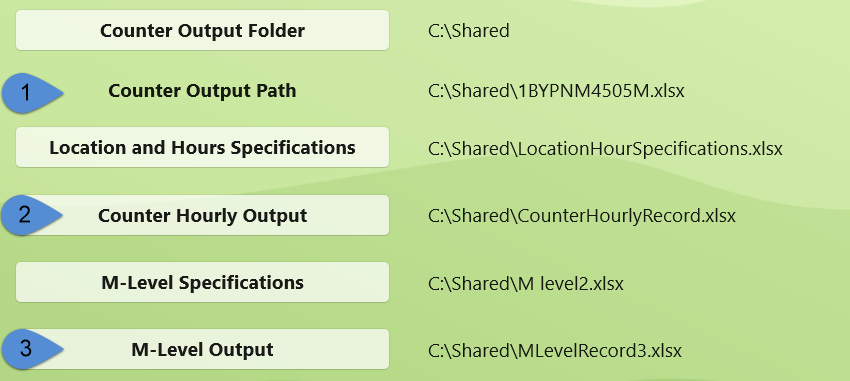 Counter Output Folder C:\Shared
1 Counter Output Path C:\Shared\1BYPNM4505M.xlsx
Location and Hours Specifications C:\Shared\LocationHourSpecifications.xlsx
2 Counter Hourly Output C:\Shared\CounterHourlyRecord.xlsx
M-Level Specifications C:\Shared\M level2.xlsx
3 M-Level Output C:\Shared\MLevelRecord3.xlsx